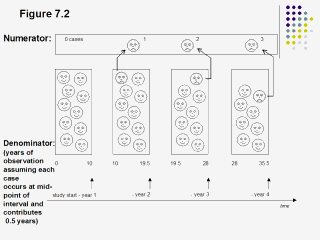 Figure 7.2
Numerator:
0 cases 1 2 3
Denominator:
(years of
observation
assuming each
case
occurs at mid-
point of
interval and
contributes
0.5 years)
0 10 10 19.5 19.5 28 28 35.5
study start - year 1 - year 2 - year 3 - year 4
time